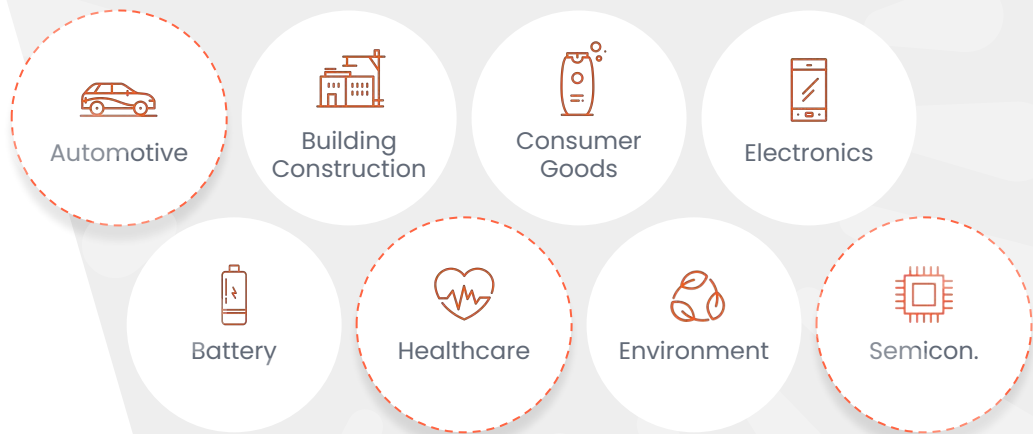 Automotive
Building
Construction
Consumer
Goods
Electronics
Battery
Healthcare
Environment
Semicon.